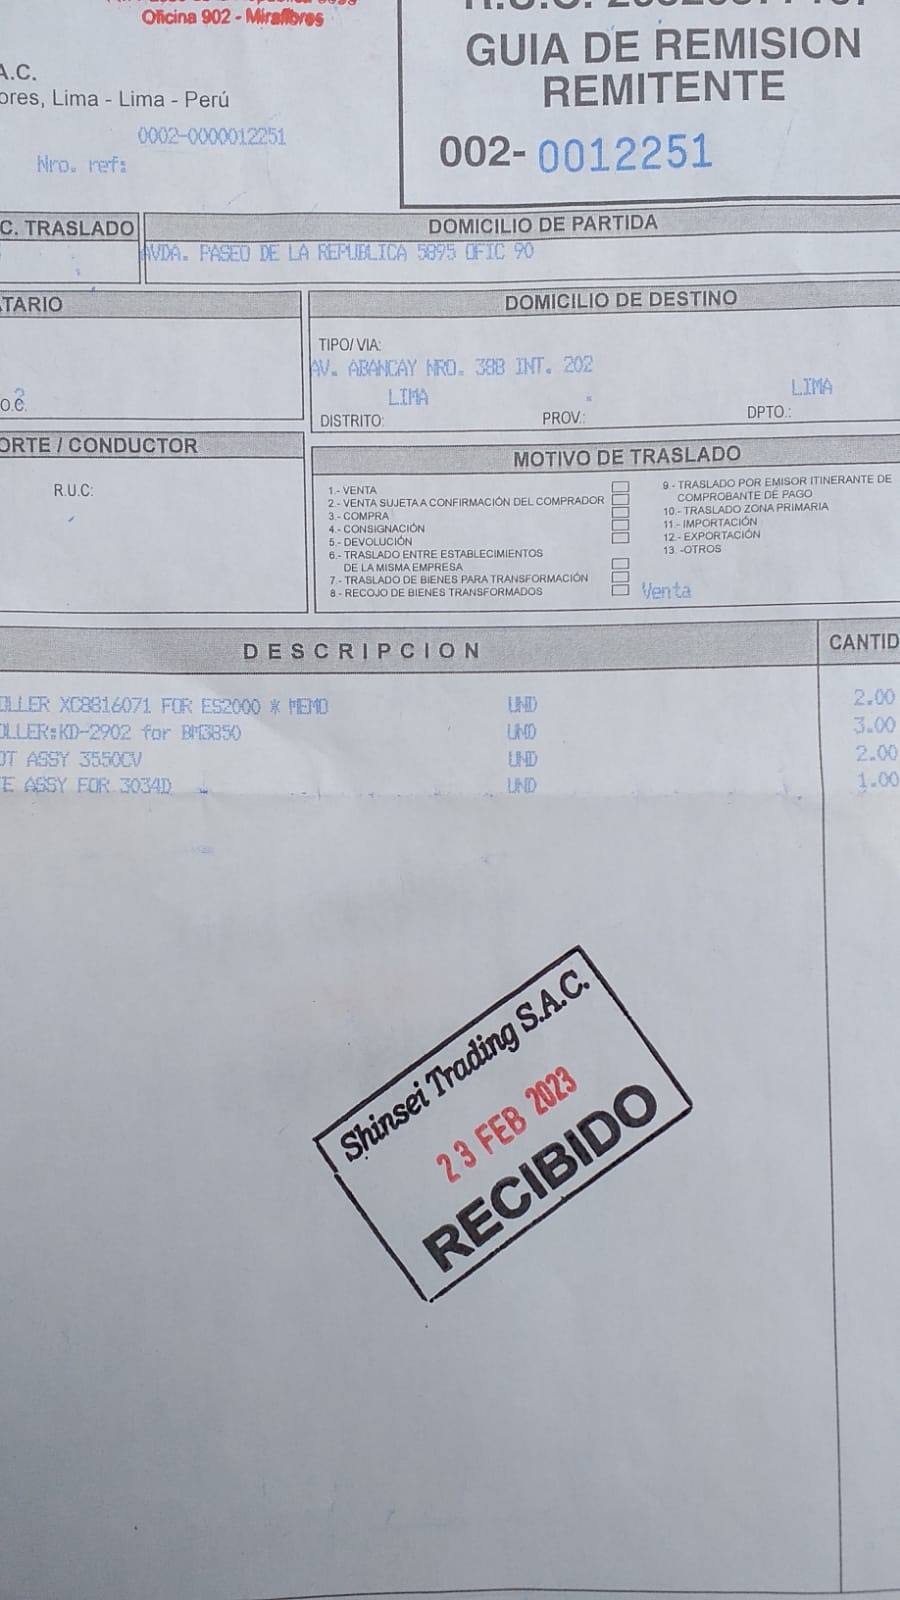 Oficina 902 - Miraflores
GUIA DE REMISION
REMITENTE
002- 0012251
A.C.
ores, Lima - Lima - Perú
0002-0000012251
Nro. ref:
C. TRASLADO
DOMICILIO DE PARTIDA
AVDA. PASEO DE LA REPUBLICA 5895 OFIC 90
TARIO
DOMICILIO DE DESTINO
TIPO/ VIA:
AV. ABANCAY NRO. 388 INT. 202
LIMA
LIMA
DISTRITO:
PROV.:
DPTO.:
ORTE / CONDUCTOR
R.U.C:
MOTIVO DE TRASLADO
1.- VENTA
2.- VENTA SUJETA A CONFIRMACIÓN DEL COMPRADOR
3.- COMPRA
4.- CONSIGNACIÓN
5.- DEVOLUCIÓN
6.- TRASLADO ENTRE ESTABLECIMIENTOS
DE LA MISMA EMPRESA
7.- TRASLADO DE BIENES PARA TRANSFORMACIÓN
8.- RECOJO DE BIENES TRANSFORMADOS
9.- TRASLADO POR EMISOR ITINERANTE DE
COMPROBANTE DE PAGO
10.- TRASLADO ZONA PRIMARIA
11.- IMPORTACIÓN
12.- EXPORTACIÓN
13. -OTROS
Venta
DESCRIPCION
CANTID
OLLER XC8816071 FOR ES2000 * MEMO UND 2.00
OLLER:KD-2902 for BM3850 UND 3.00
OT ASSY 3550CV UND 2.00
E ASSY FOR 3034D UND 1.00
Shinsei Trading S.A.C.
23 FEB 2023
RECIBIDO